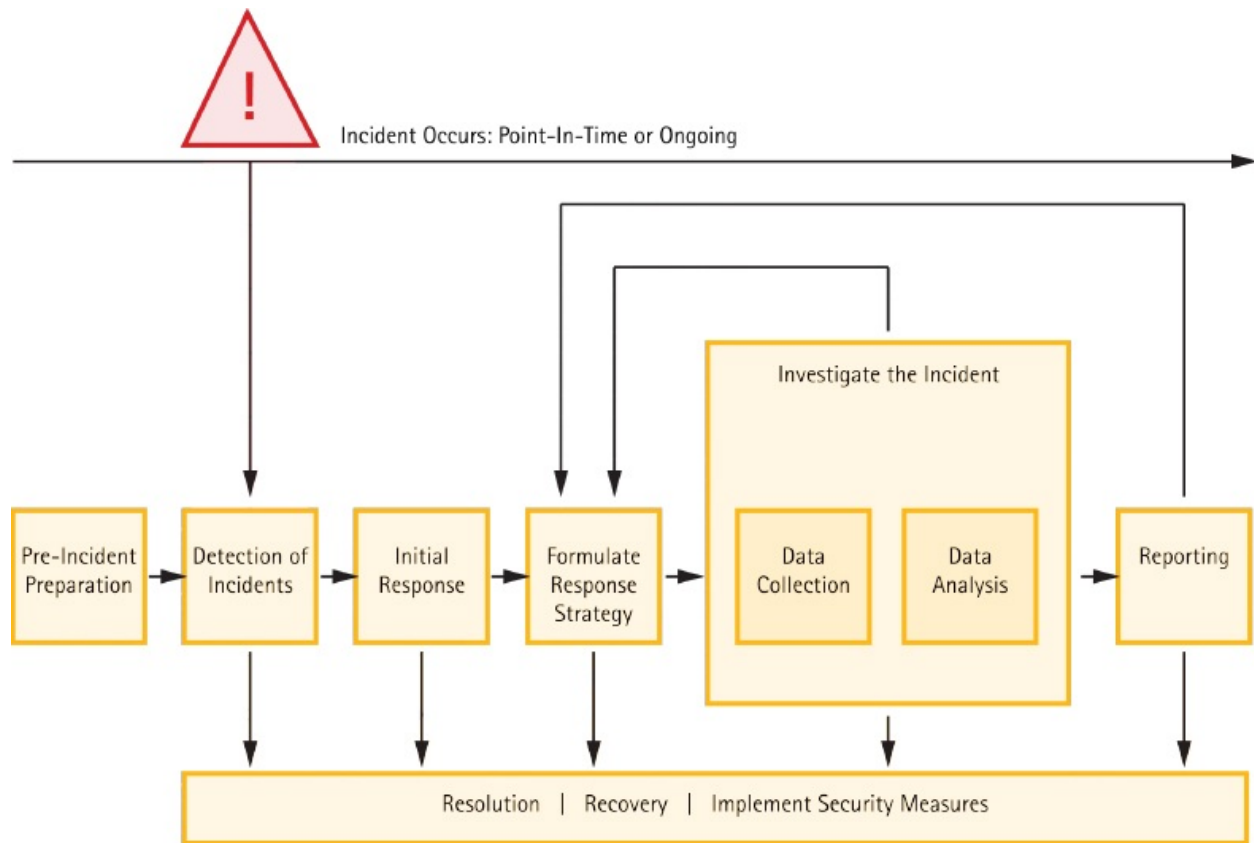 !
Incident Occurs: Point-In-Time or Ongoing
Investigate the Incident
Pre-Incident
Preparation
Detection of
Incidents
Initial
Response
Formulate
Response
Strategy
Data
Collection
Data
Analysis
Reporting
Resolution | Recovery | Implement Security Measures